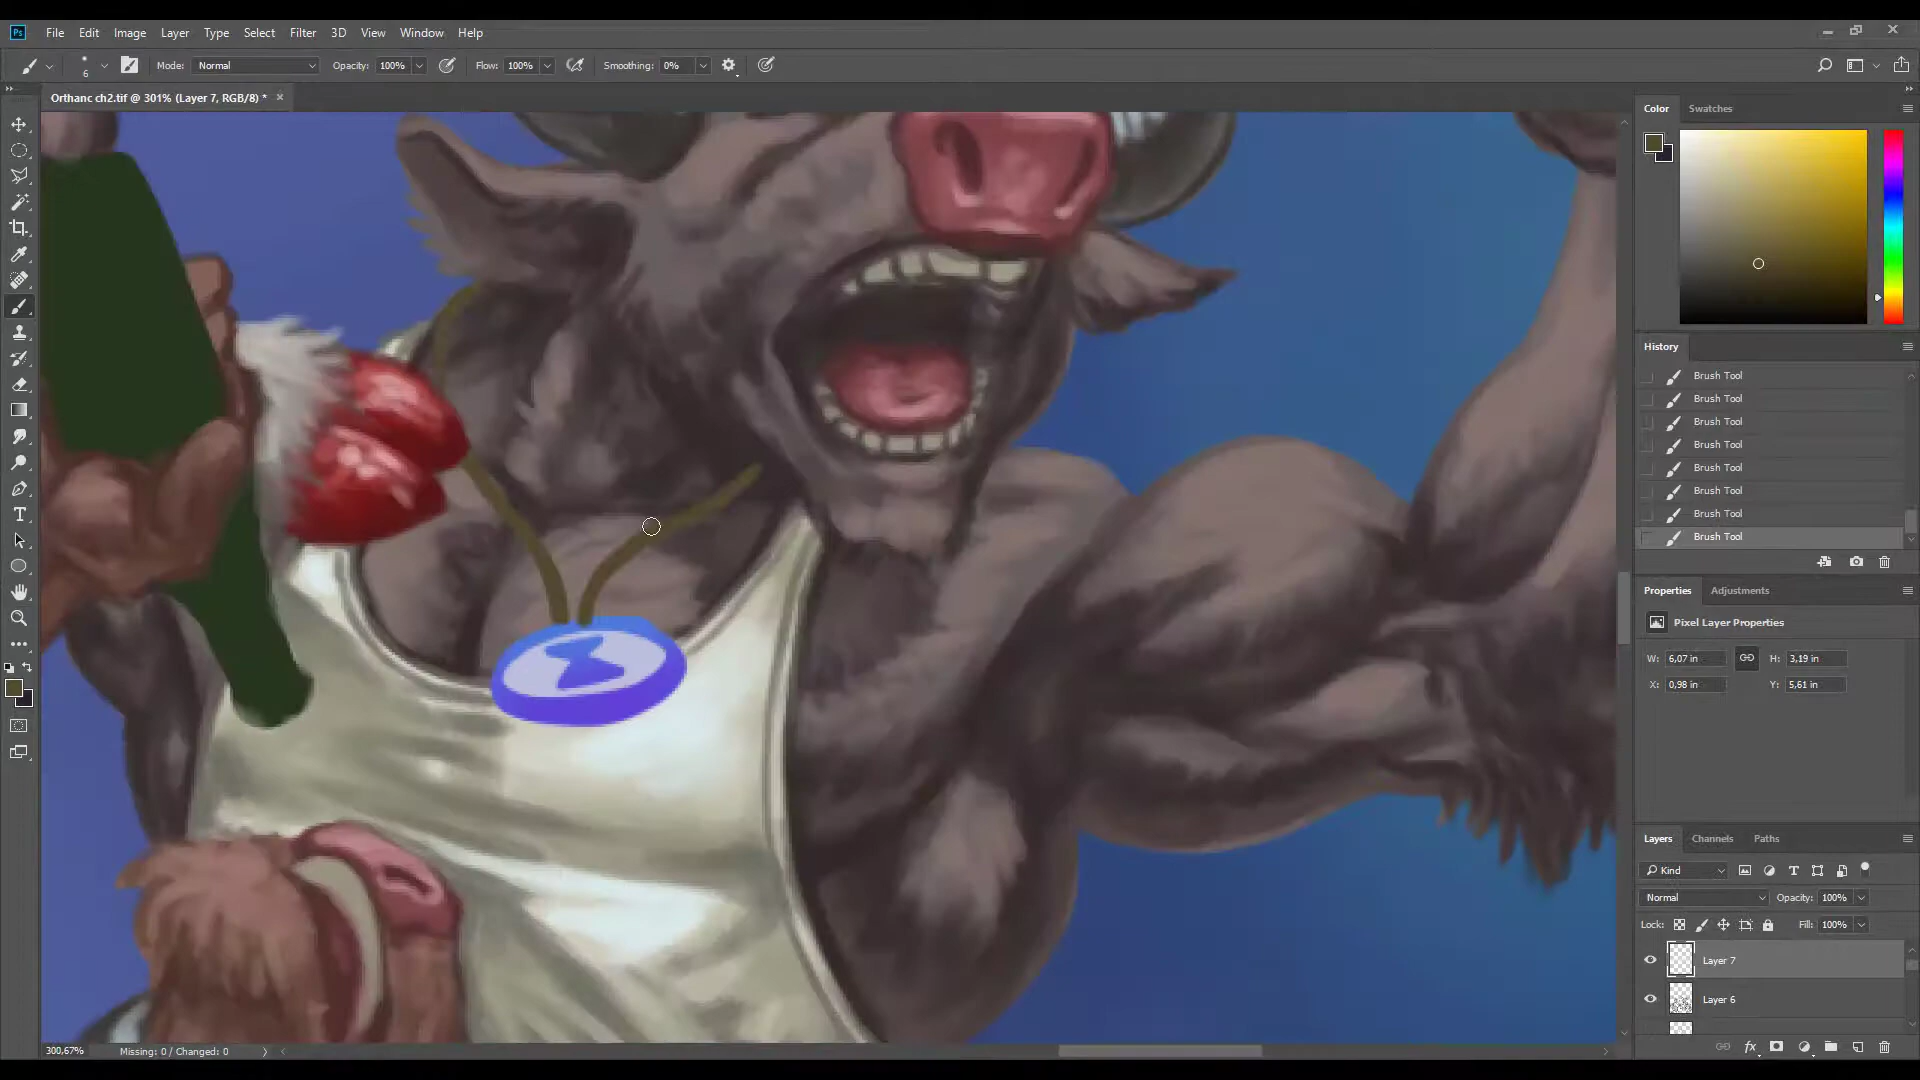 Ps File Edit Image Layer Type Select Filter 3D View Window Help
6 Mode: Normal Opacity: 100% Flow: 100% Smoothing: 0%
Orthanc ch2.tif @ 301% (Layer 7, RGB/8) *
Color Swatches
History
Brush Tool
Brush Tool
Brush Tool
Brush Tool
Brush Tool
Brush Tool
Brush Tool
Brush Tool
Properties Adjustments
Pixel Layer Properties
W: 6,07 in H: 3,19 in
X: 0,98 in Y: 5,61 in
Layers Channels Paths
Kind
Normal Opacity: 100%
Lock: Fill: 100%
Layer 7
Layer 6
300,67% Missing: 0 / Changed: 0